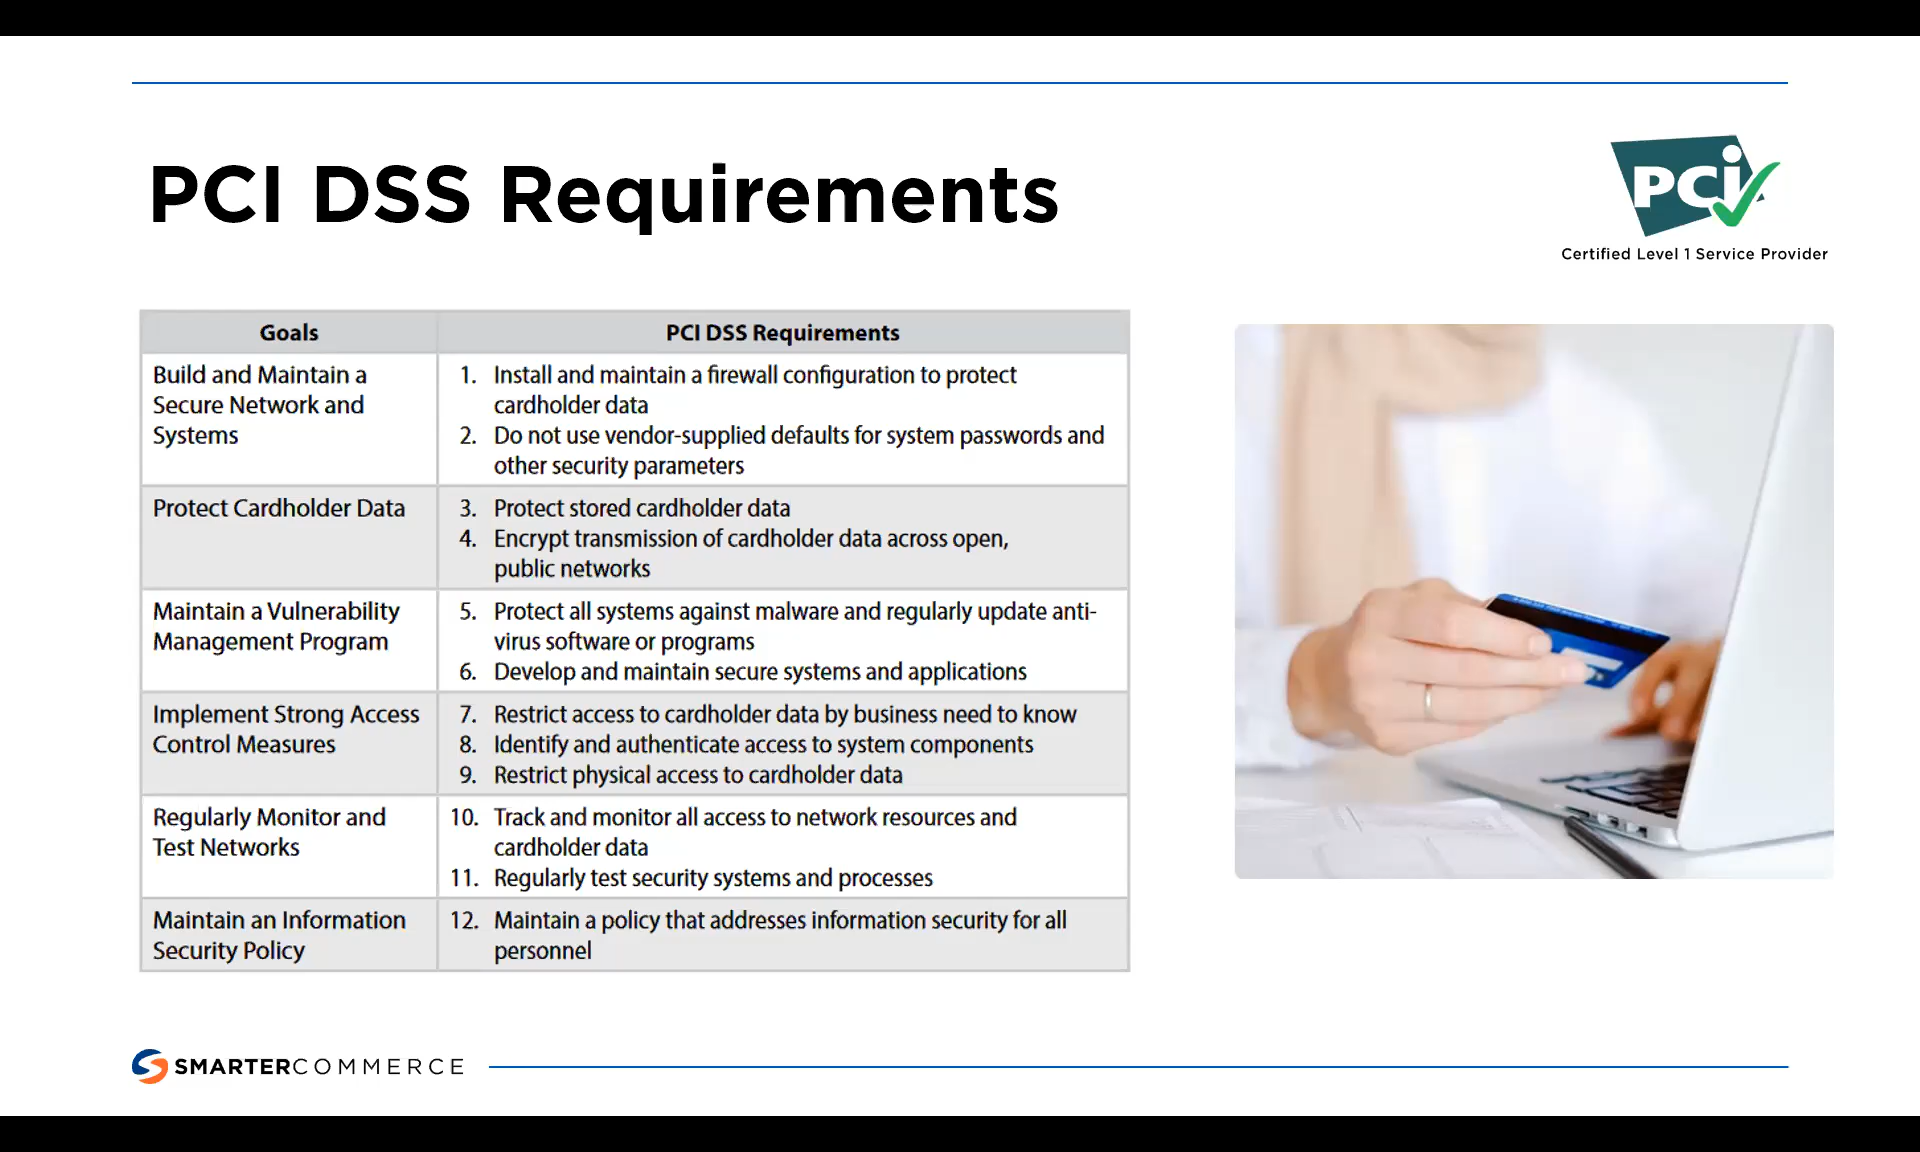 PCI DSS Requirements
PCi
Certified Level 1 Service Provider
Goals
PCI DSS Requirements
Build and Maintain a
Secure Network and
Systems
1. Install and maintain a firewall configuration to protect
cardholder data
2. Do not use vendor-supplied defaults for system passwords and
other security parameters
Protect Cardholder Data
3. Protect stored cardholder data
4. Encrypt transmission of cardholder data across open,
public networks
Maintain a Vulnerability
Management Program
5. Protect all systems against malware and regularly update anti-
virus software or programs
6. Develop and maintain secure systems and applications
Implement Strong Access
Control Measures
7. Restrict access to cardholder data by business need to know
8. Identify and authenticate access to system components
9. Restrict physical access to cardholder data
Regularly Monitor and
Test Networks
10. Track and monitor all access to network resources and
cardholder data
11. Regularly test security systems and processes
Maintain an Information
Security Policy
12. Maintain a policy that addresses information security for all
personnel
SMARTERCOMMERCE